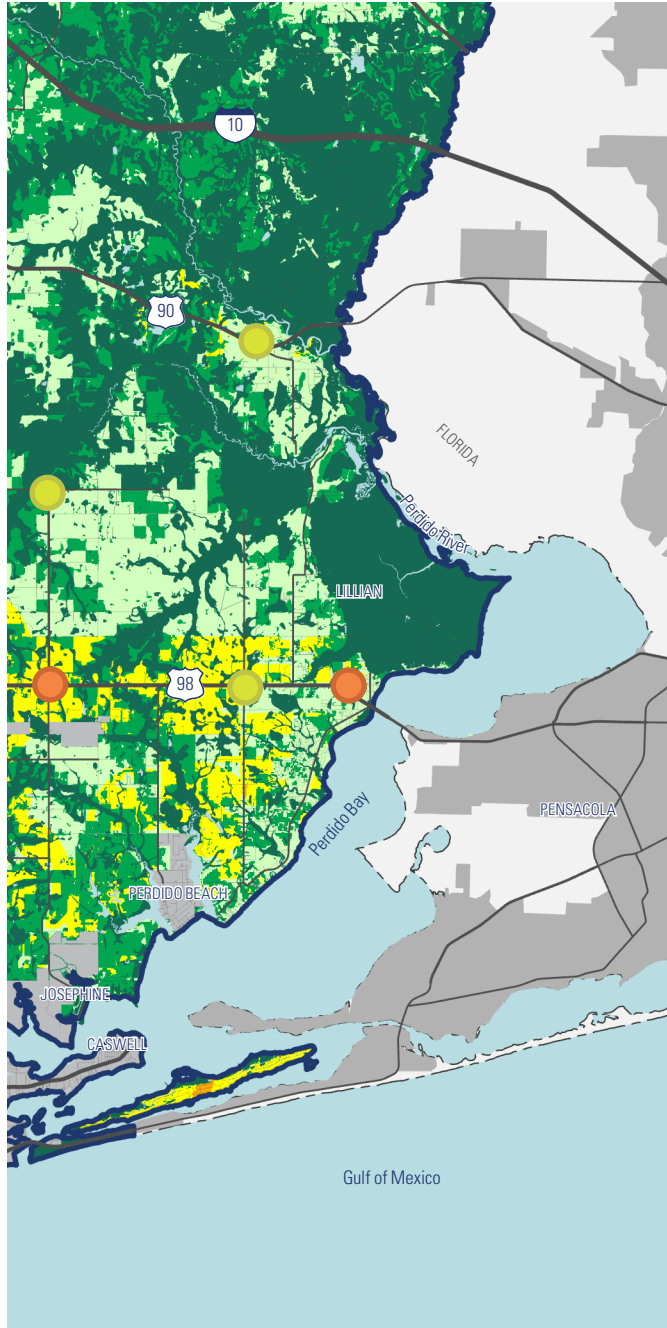 10
90
FLORIDA
Perdido River
LILLIAN
98
Perdido Bay
PENSACOLA
PERDIDO BEACH
JOSEPHINE
CASWELL
Gulf of Mexico